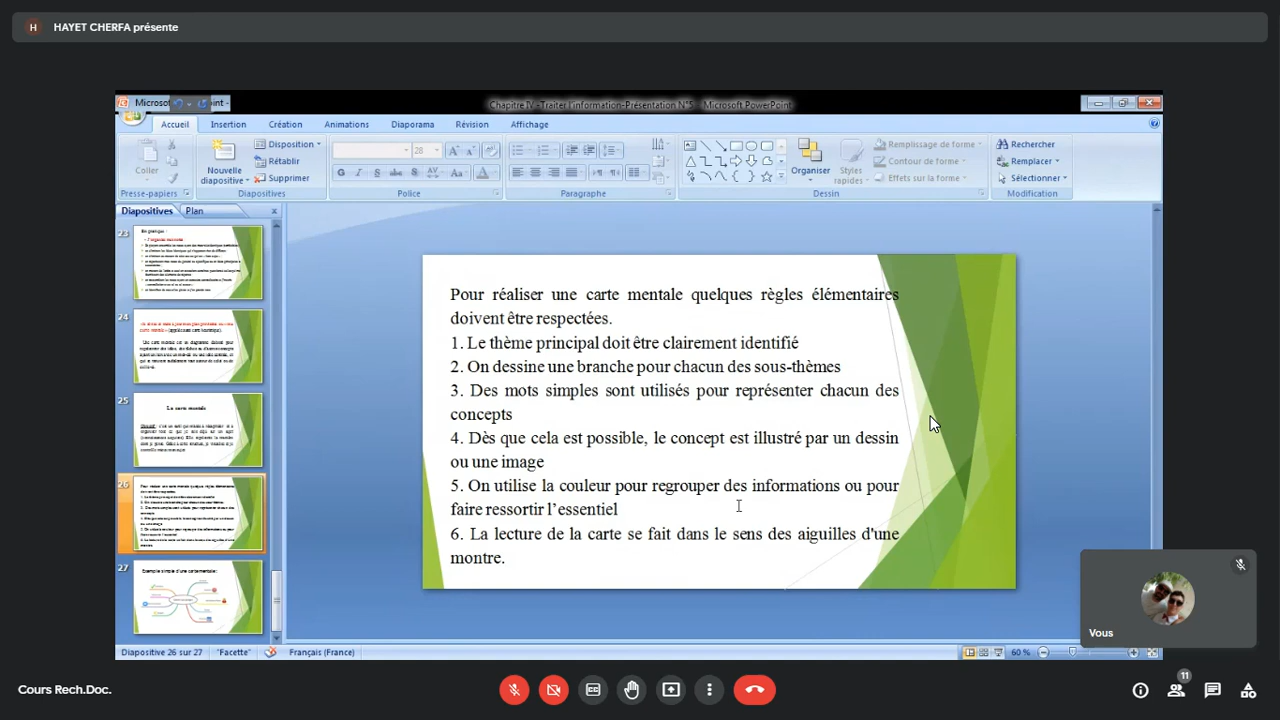 H HAYET CHERFA présente
Chapitre IV -Traiter l'information-Présentation N°5 - Microsoft PowerPoint
Accueil Insertion Création Animations Diaporama Révision Affichage
Coller
Nouvelle diapositive
Disposition
Rétablir
Supprimer
28
Organiser
Styles rapides
Remplissage de forme
Contour de forme
Effets sur la forme
Rechercher
Remplacer
Sélectionner
Presse-papiers Diapositives Police Paragraphe Dessin Modification
Diapositives Plan
23
En pratique :
24
25
La carte mentale
26
27
Exemple simple d'une carte mentale:
Pour réaliser une carte mentale quelques règles élémentaires
doivent être respectées.
1. Le thème principal doit être clairement identifié
2. On dessine une branche pour chacun des sous-thèmes
3. Des mots simples sont utilisés pour représenter chacun des
concepts
4. Dès que cela est possible, le concept est illustré par un dessin
ou une image
5. On utilise la couleur pour regrouper des informations ou pour
faire ressortir l’essentiel
6. La lecture de la carte se fait dans le sens des aiguilles d'une
montre.
Vous
Diapositive 26 sur 27 "Facette" Français (France) 60 %
Cours Rech.Doc.
11